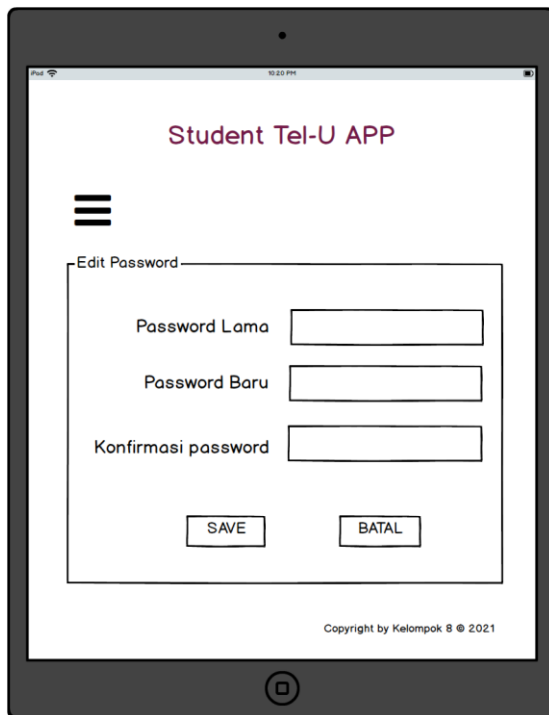 iPod 10:20 PM
Student Tel-U APP
Edit Password
Password Lama
Password Baru
Konfirmasi password
SAVE BATAL
Copyright by Kelompok 8 © 2021